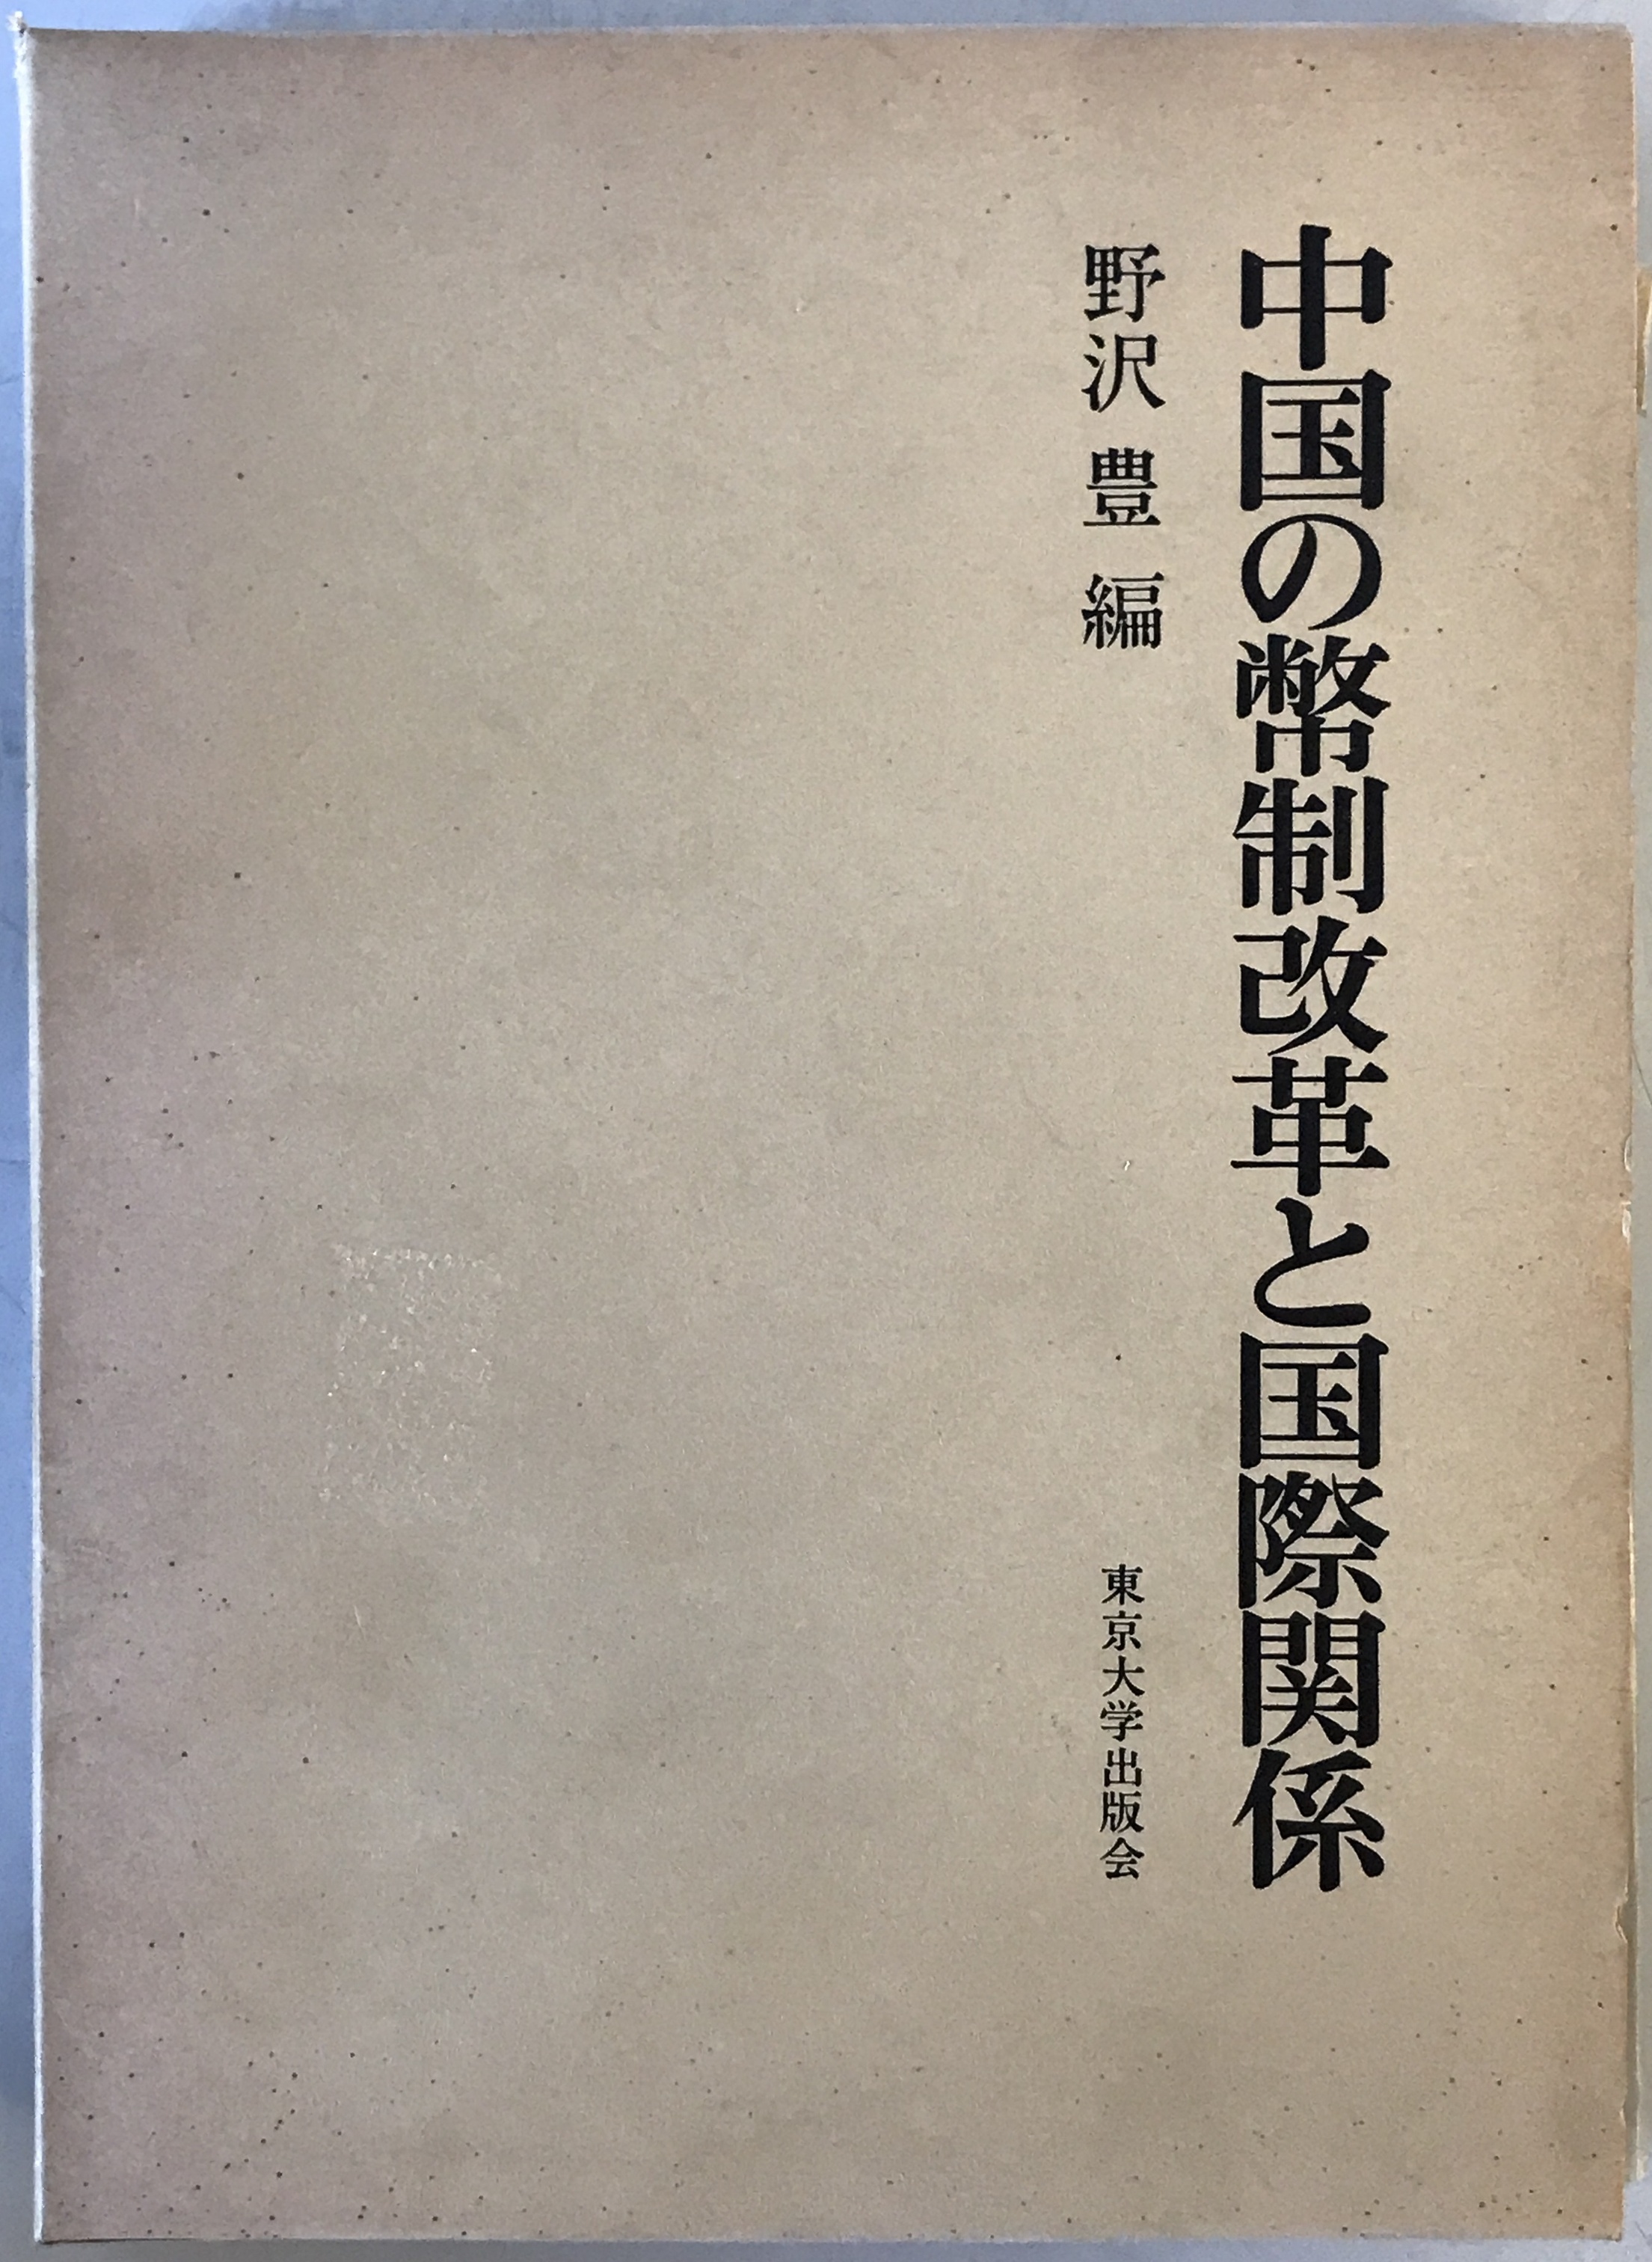 中国の幣制改革と国際関係
野沢 豊 編
東京大学出版会